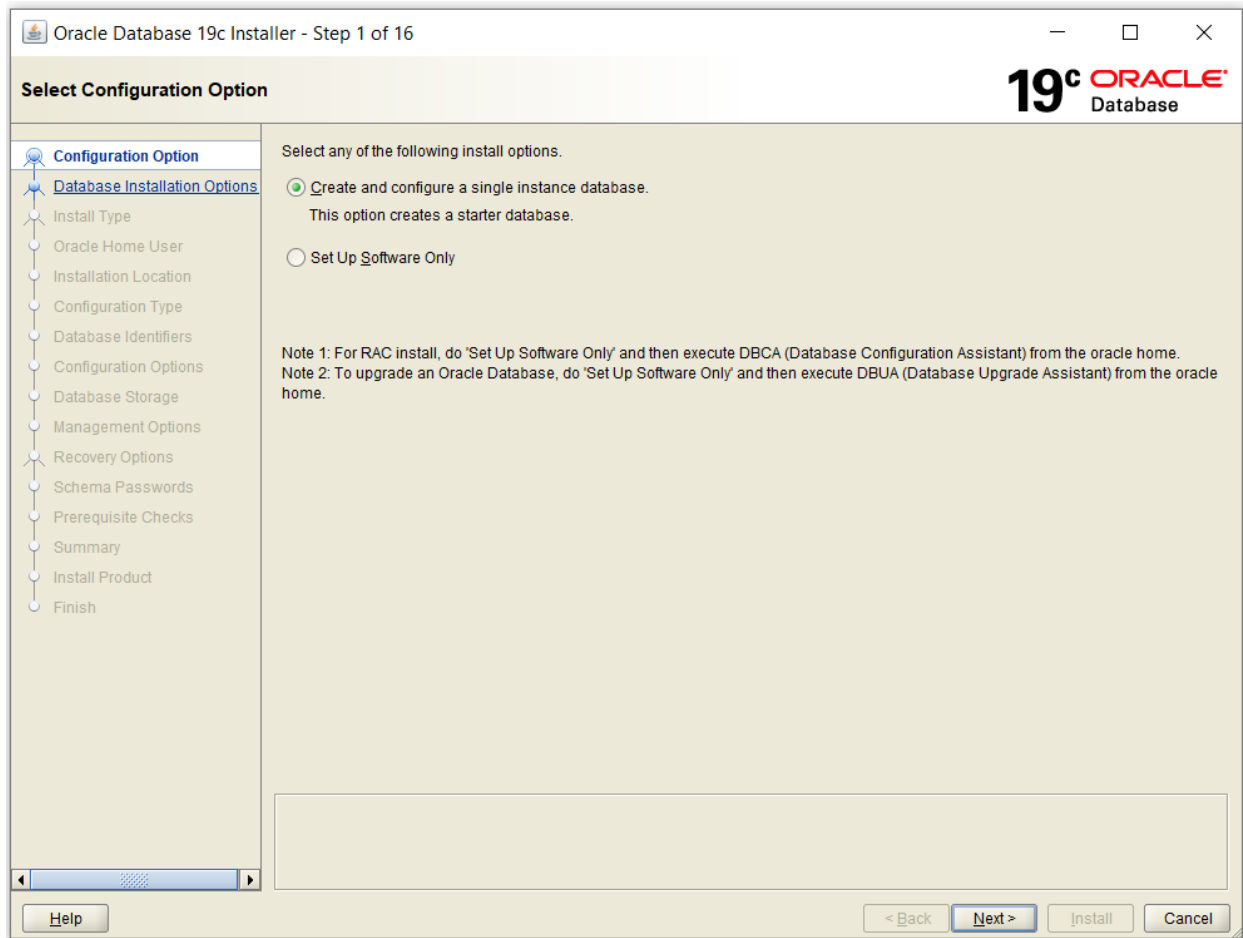 Oracle Database 19c Installer - Step 1 of 16
Select Configuration Option
19c ORACLE
Database
Configuration Option
Database Installation Options
Install Type
Oracle Home User
Installation Location
Configuration Type
Database Identifiers
Configuration Options
Database Storage
Management Options
Recovery Options
Schema Passwords
Prerequisite Checks
Summary
Install Product
Finish
Select any of the following install options.
Create and configure a single instance database.
This option creates a starter database.
Set Up Software Only
Note 1: For RAC install, do 'Set Up Software Only' and then execute DBCA (Database Configuration Assistant) from the oracle home.
Note 2: To upgrade an Oracle Database, do 'Set Up Software Only' and then execute DBUA (Database Upgrade Assistant) from the oracle
home.
Help
< Back
Next >
Install
Cancel